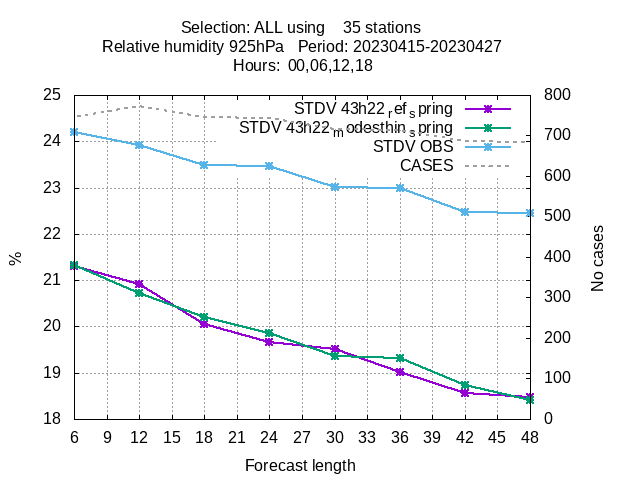 Selection: ALL using    35 stations
Relative humidity 925hPa   Period: 20230415-20230427
Hours:  00,06,12,18
STDV 43h22_ref_spring
STDV 43h22_modesthin_spring
STDV OBS
CASES
25
24
23
22
21
20
19
18
%
800
700
600
500
400
300
200
100
0
No cases
6 9 12 15 18 21 24 27 30 33 36 39 42 45 48
Forecast length